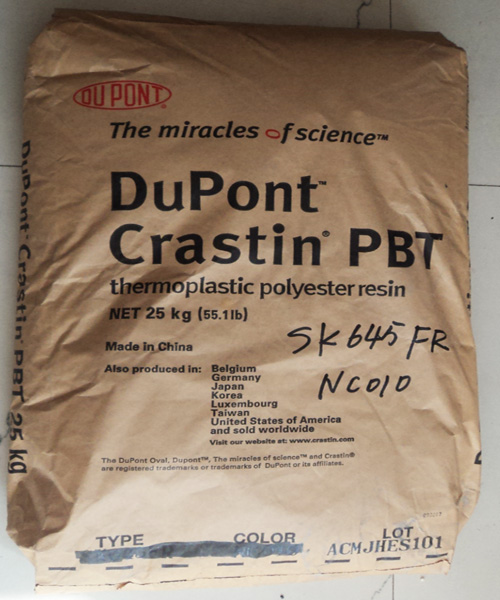 DU PONT®
The miracles of science™
DuPont™
Crastin® PBT
thermoplastic polyester resin
NET 25 kg (55.1lb)
SK645FR
NC010
Made in China
Also produced in: Belgium
Germany
Japan
Korea
Luxembourg
Taiwan
United States of America
and sold worldwide
Visit our website at: www.crastin.com
The DuPont Oval, Dupont™, The miracles of science™ and Crastin®
are registered trademarks or trademarks of DuPont or its affiliates.
TYPE COLOR LOT
ACMJHES101
DuPont Crastin PBT 25 kg